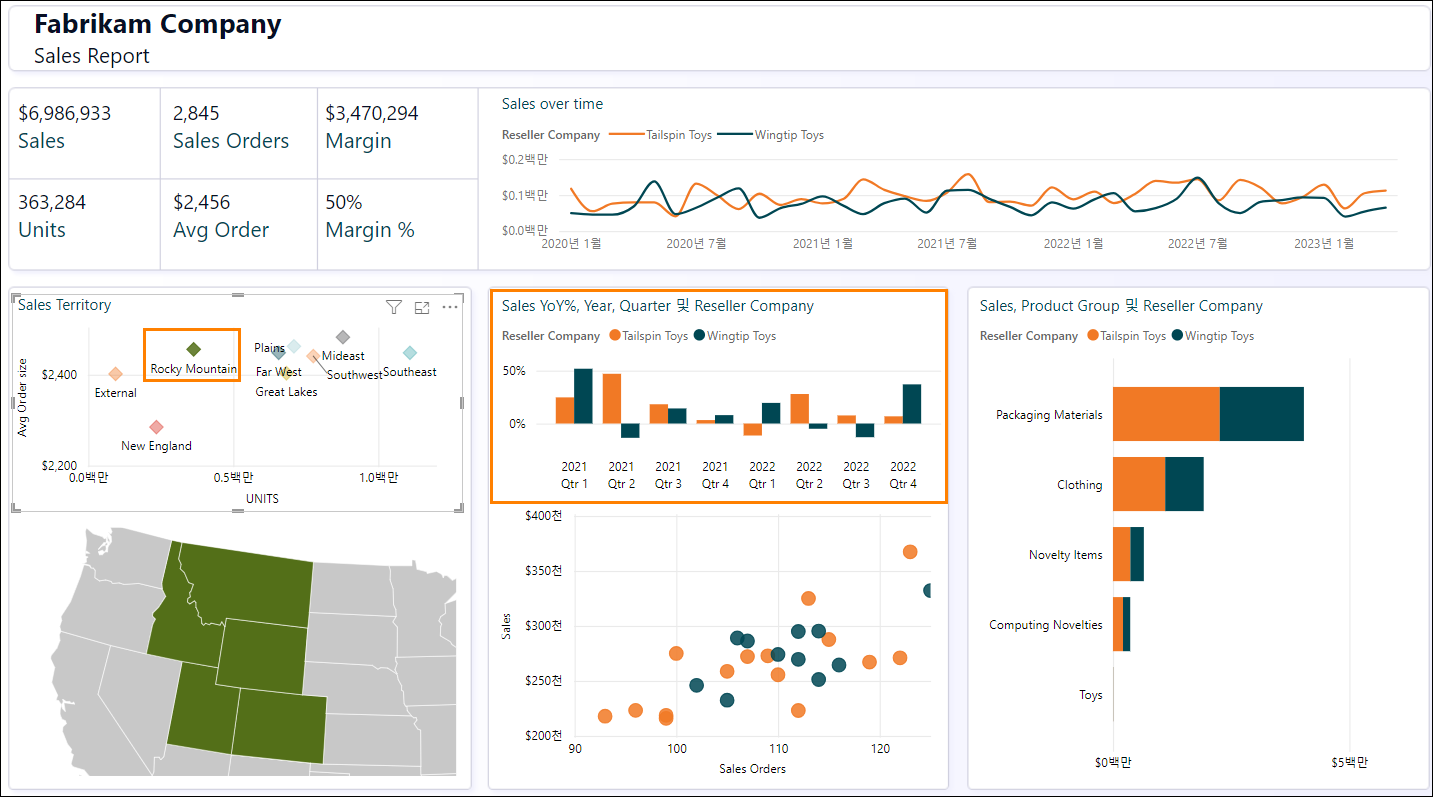 Fabrikam Company
Sales Report
$6,986,933
Sales
2,845
Sales Orders
$3,470,294
Margin
363,284
Units
$2,456
Avg Order
50%
Margin %
Sales over time
Reseller Company Tailspin Toys Wingtip Toys
$0.2백만
$0.1백만
$0.0백만
2020년 1월 2020년 7월 2021년 1월 2021년 7월 2022년 1월 2022년 7월 2023년 1월
Sales Territory
Avg Order size
$2,400
$2,200
Plains
Mideast
Rocky Mountain
Far West
Southwest
Southeast
External
Great Lakes
New England
0.0백만 0.5백만 1.0백만
UNITS
Sales YoY%, Year, Quarter 및 Reseller Company
Reseller Company Tailspin Toys Wingtip Toys
50%
0%
2021 2021 2021 2021 2022 2022 2022 2022
Qtr 1 Qtr 2 Qtr 3 Qtr 4 Qtr 1 Qtr 2 Qtr 3 Qtr 4
$400천
$350천
$300천
$250천
$200천
Sales
90 100 110 120
Sales Orders
Sales, Product Group 및 Reseller Company
Reseller Company Tailspin Toys Wingtip Toys
Packaging Materials
Clothing
Novelty Items
Computing Novelties
Toys
$0백만 $5백만